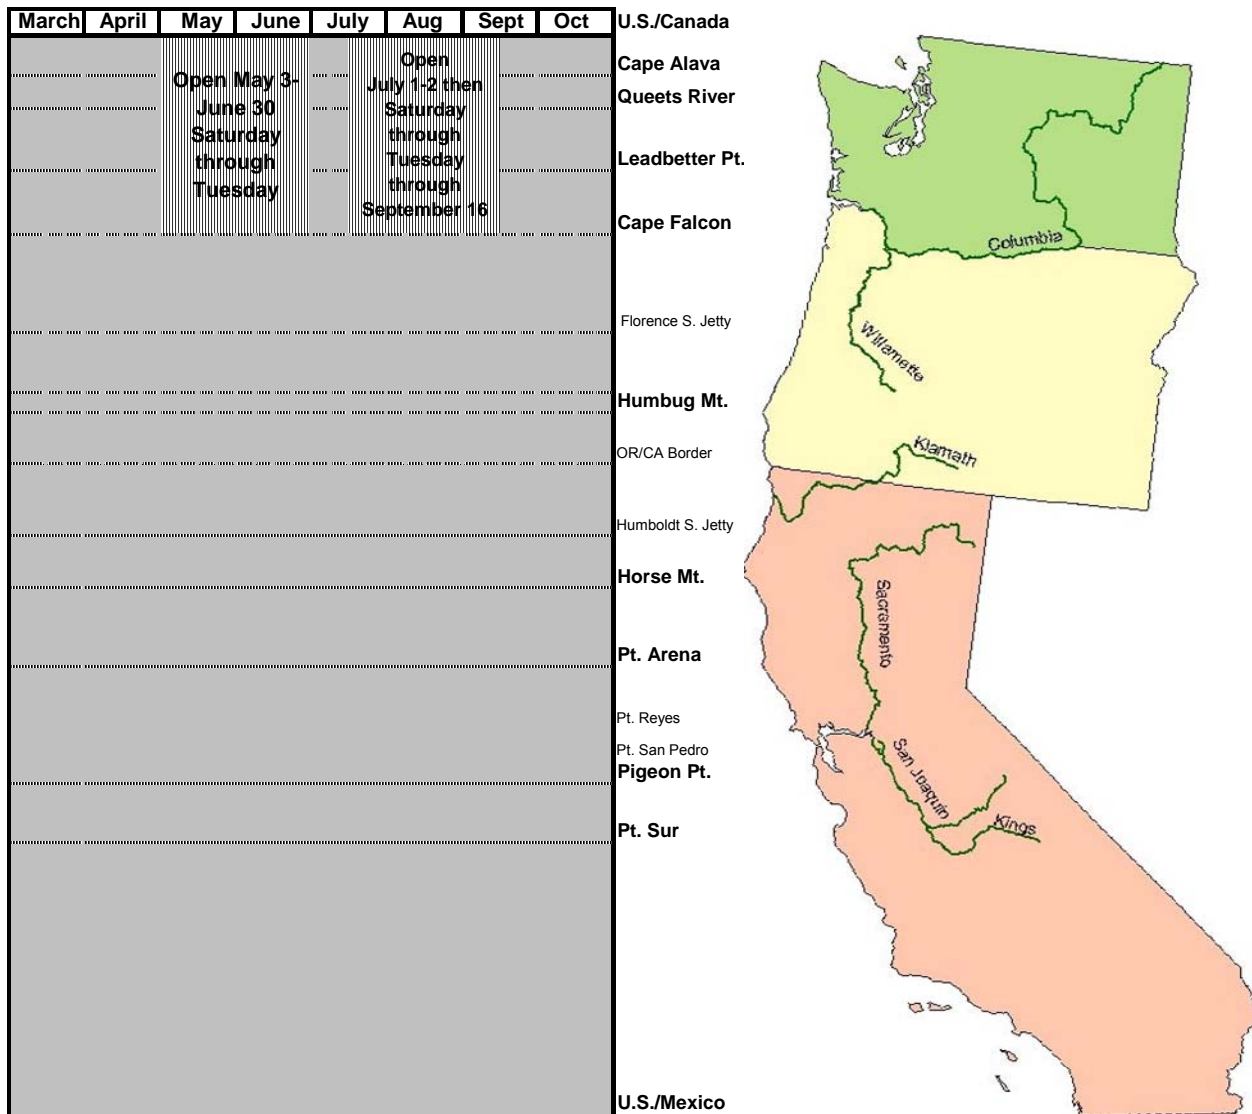 March April May June July Aug Sept Oct
U.S./Canada
Open May 3-
June 30
Saturday
through
Tuesday
Open
July 1-2 then
Saturday
through
Tuesday
through
September 16
Cape Alava
Queets River
Leadbetter Pt.
Cape Falcon
Florence S. Jetty
Humbug Mt.
OR/CA Border
Humboldt S. Jetty
Horse Mt.
Pt. Arena
Pt. Reyes
Pt. San Pedro
Pigeon Pt.
Pt. Sur
U.S./Mexico
Columbia
Willamette
Klamath
Sacramento
San Joaquin
Kings